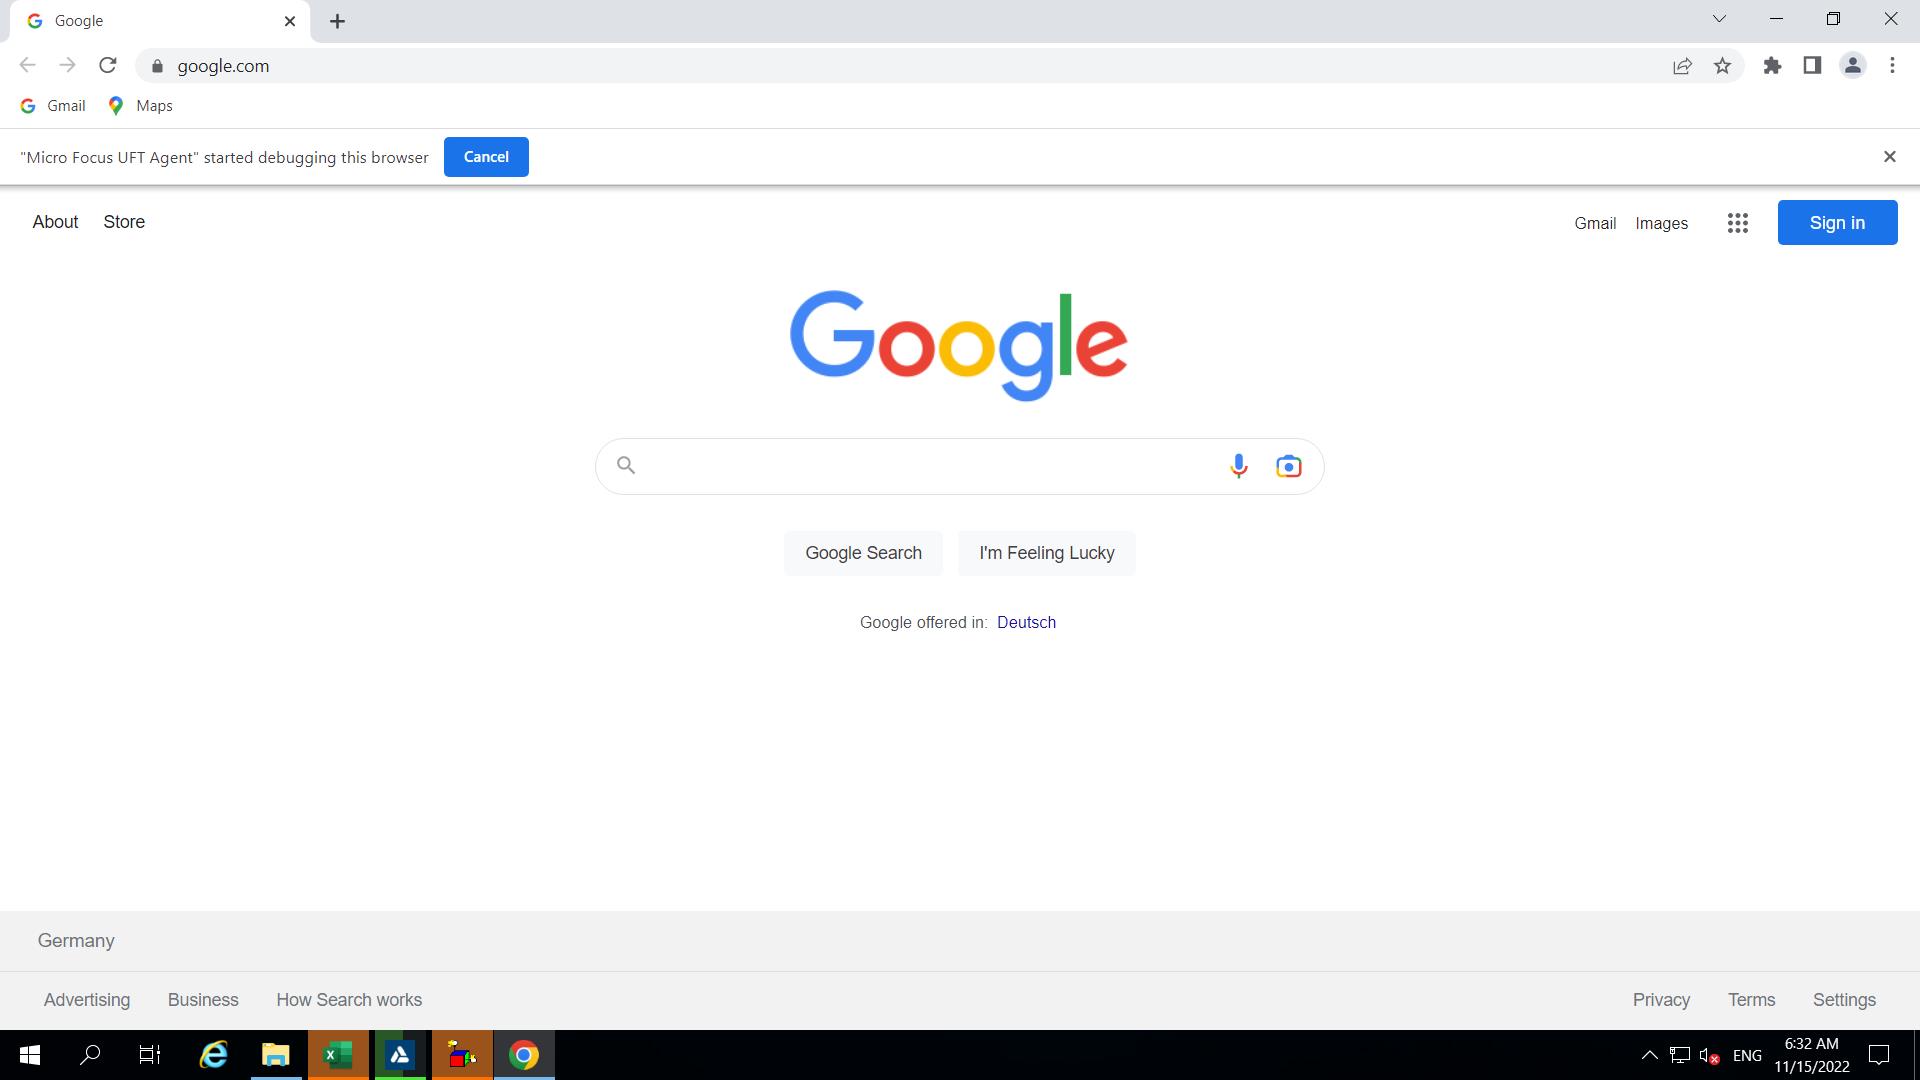 Google
google.com
Gmail Maps
"Micro Focus UFT Agent" started debugging this browser Cancel
About Store Gmail Images Sign in
Google
Google Search I'm Feeling Lucky
Google offered in: Deutsch
Germany
Advertising Business How Search works Privacy Terms Settings
ENG
6:32 AM
11/15/2022